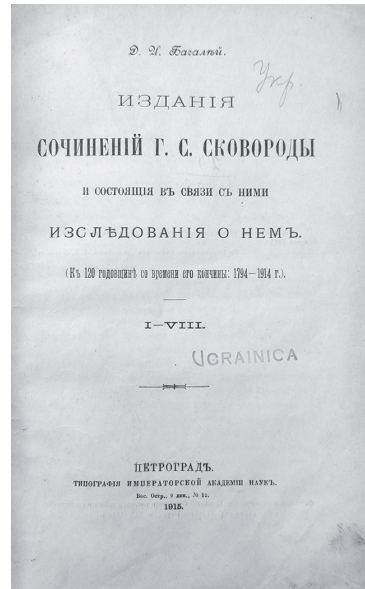 Д. И. Багалѣй.
Укр.
ИЗДАНІЯ
СОЧИНЕНІЙ Г. С. СКОВОРОДЫ
И СОСТОЯЩІЯ ВЪ СВЯЗИ СЪ НИМИ
ИЗСЛѢДОВАНІЯ О НЕМЪ.
(Къ 120 годовщинѣ со времени его кончины: 1794—1914 г.).
I—VIII.
UCRAINICA
ПЕТРОГРАДЪ.
ТИПОГРАФІЯ ИМПЕРАТОРСКОЙ АКАДЕМІИ НАУКЪ.
Вас. Остр., 9 лин., № 12.
1915.